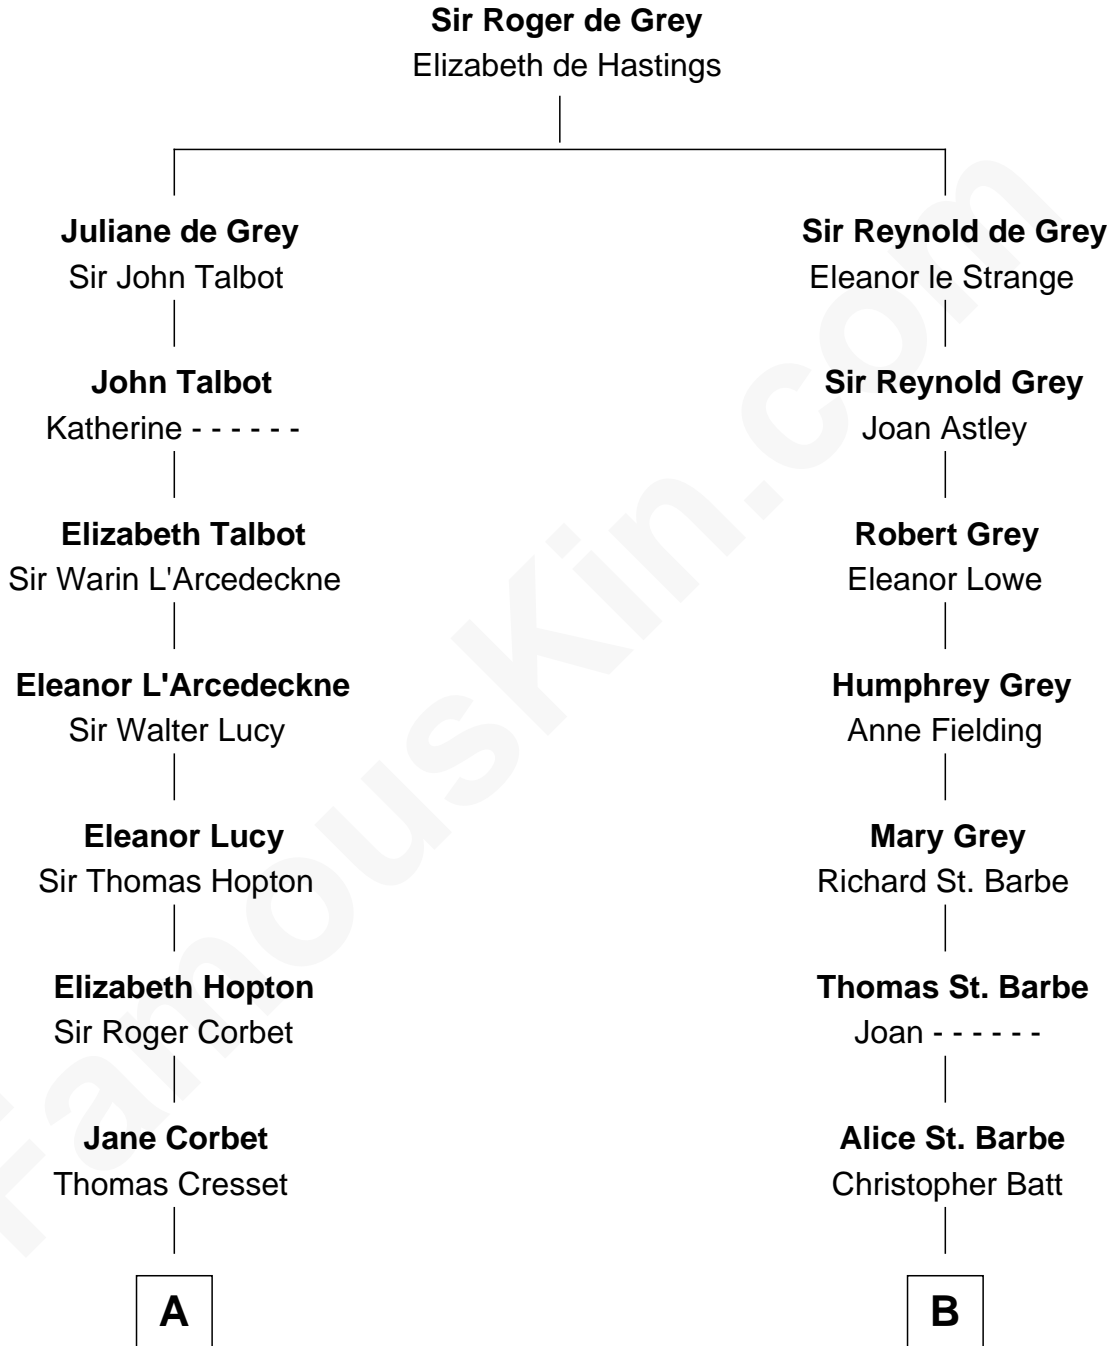 Sir Roger de Grey
Elizabeth de Hastings
Juliane de Grey
Sir John Talbot
John Talbot
Katherine - - - - - -
Elizabeth Talbot
Sir Warin L'Arcedeckne
Eleanor L'Arcedeckne
Sir Walter Lucy
Eleanor Lucy
Sir Thomas Hopton
Elizabeth Hopton
Sir Roger Corbet
Jane Corbet
Thomas Cresset
A
Sir Reynold de Grey
Eleanor le Strange
Sir Reynold Grey
Joan Astley
Robert Grey
Eleanor Lowe
Humphrey Grey
Anne Fielding
Mary Grey
Richard St. Barbe
Thomas St. Barbe
Joan - - - - - -
Alice St. Barbe
Christopher Batt
B
FamousKin.com